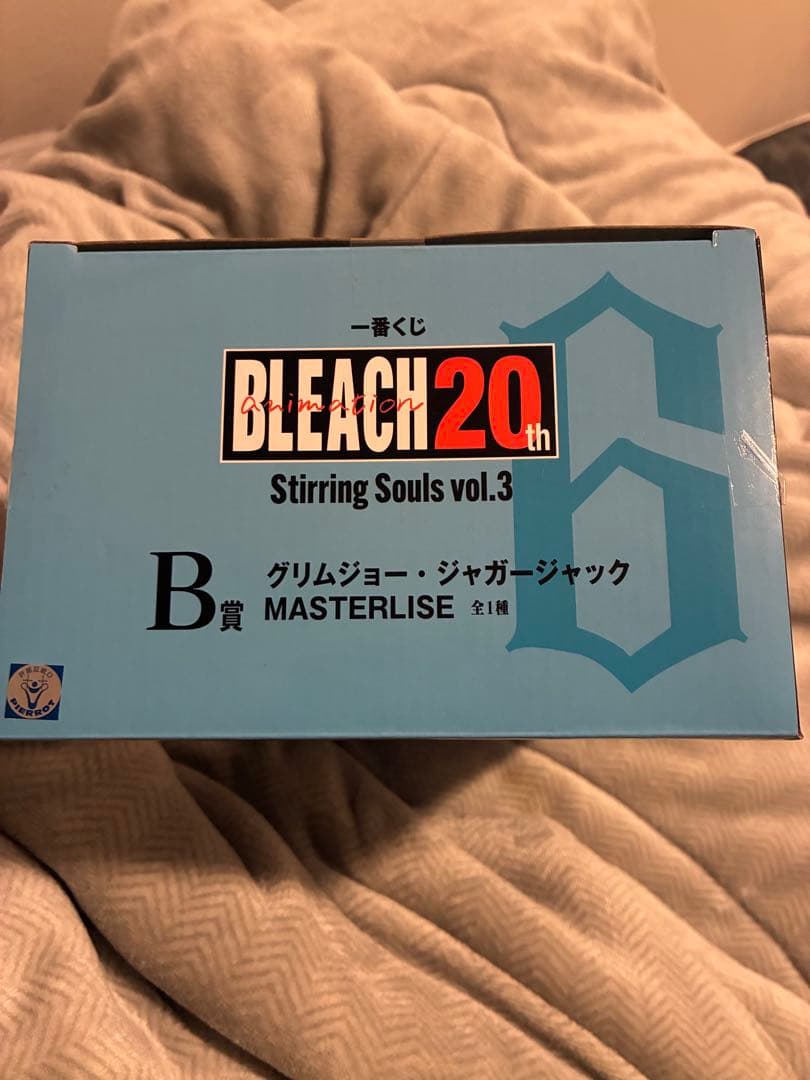 一番くじ
BLEACH 20th
animation
Stirring Souls vol.3
グリムジョー・ジャガージャック
B賞 MASTERLISE 全1種
6
PIERROT